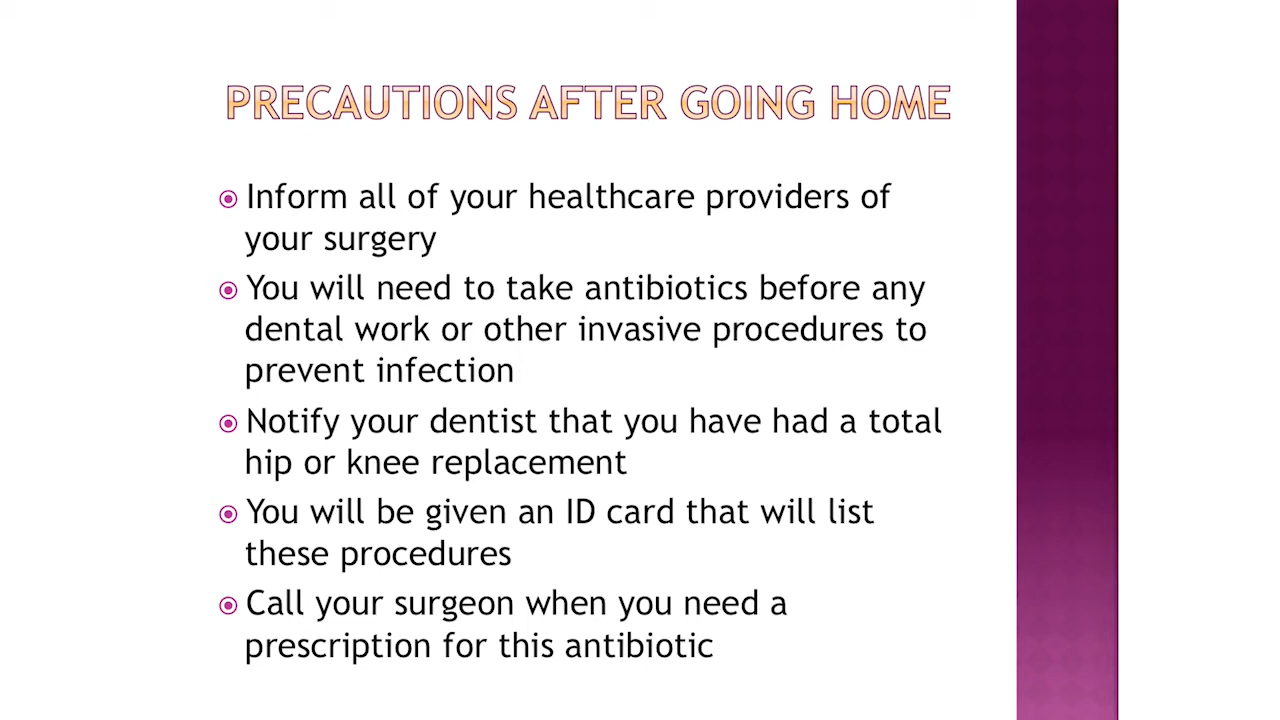 PRECAUTIONS AFTER GOING HOME
Inform all of your healthcare providers of
your surgery
You will need to take antibiotics before any
dental work or other invasive procedures to
prevent infection
Notify your dentist that you have had a total
hip or knee replacement
You will be given an ID card that will list
these procedures
Call your surgeon when you need a
prescription for this antibiotic